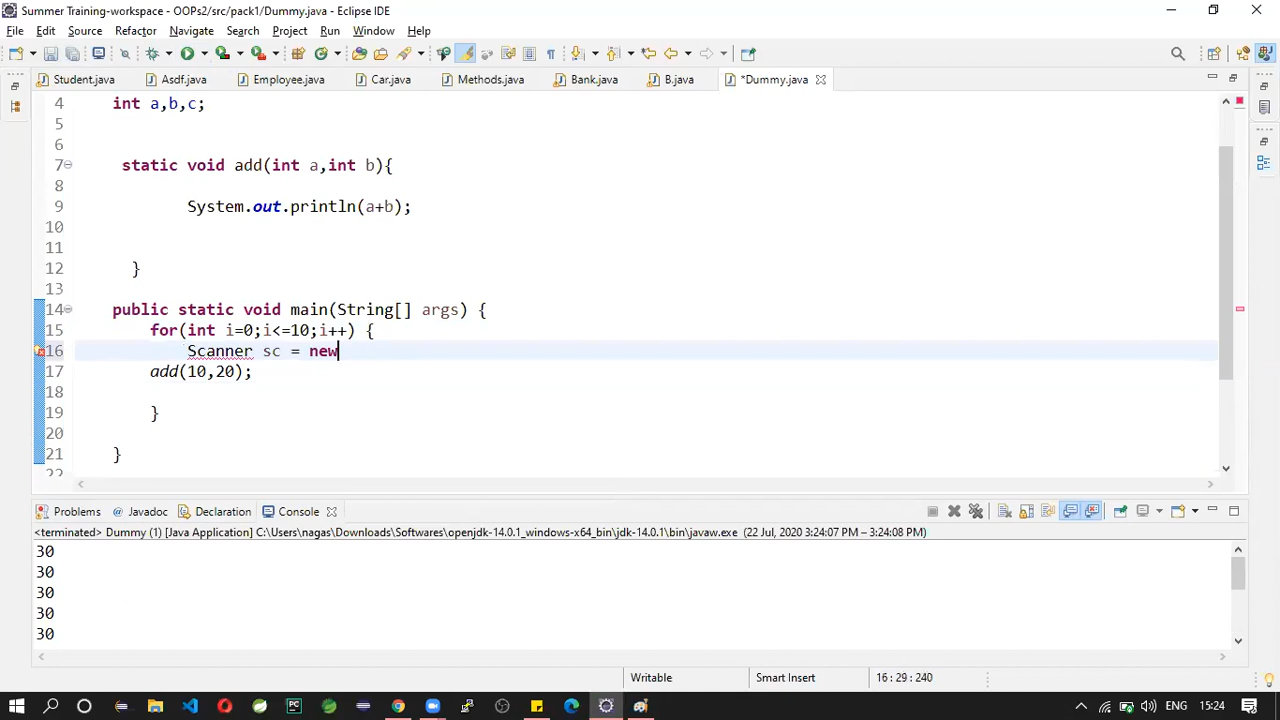 Summer Training-workspace - OOPs2/src/pack1/Dummy.java - Eclipse IDE
File Edit Source Refactor Navigate Search Project Run Window Help
Student.java Asdf.java Employee.java Car.java Methods.java Bank.java B.java *Dummy.java
4 int a,b,c;
5
6
7 static void add(int a,int b){
8
9 System.out.println(a+b);
10
11
12 }
13
14 public static void main(String[] args) {
15 for(int i=0;i<=10;i++) {
16 Scanner sc = new
17 add(10,20);
18
19 }
20
21 }
22
Problems @ Javadoc Declaration Console
<terminated> Dummy (1) [Java Application] C:\Users\nagas\Downloads\Softwares\openjdk-14.0.1_windows-x64_bin\jdk-14.0.1\bin\javaw.exe (22 Jul, 2020 3:24:07 PM – 3:24:08 PM)
30
30
30
30
30
Writable Smart Insert 16 : 29 : 240
ENG 15:24